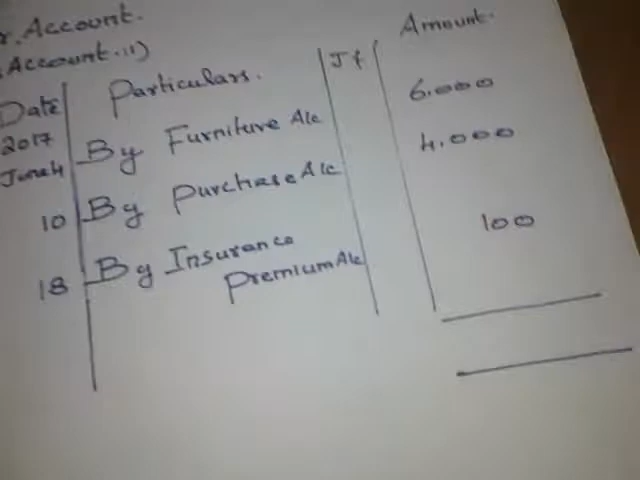 r. Account.
Account.11)
Date Particulars. J f Amount.
2017
June 4 By Furniture A/c 6.000
10 By Purchase A/c 4.000
18 By Insurance
Premium A/c 100